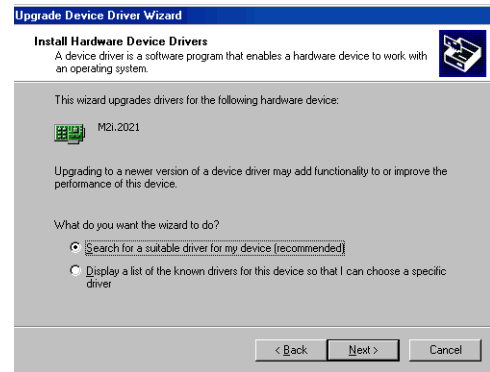 Upgrade Device Driver Wizard
Install Hardware Device Drivers
A device driver is a software program that enables a hardware device to work with
an operating system.
This wizard upgrades drivers for the following hardware device:
M2i.2021
Upgrading to a newer version of a device driver may add functionality to or improve the
performance of this device.
What do you want the wizard to do?
Search for a suitable driver for my device (recommended)
Display a list of the known drivers for this device so that I can choose a specific
driver
< Back
Next >
Cancel